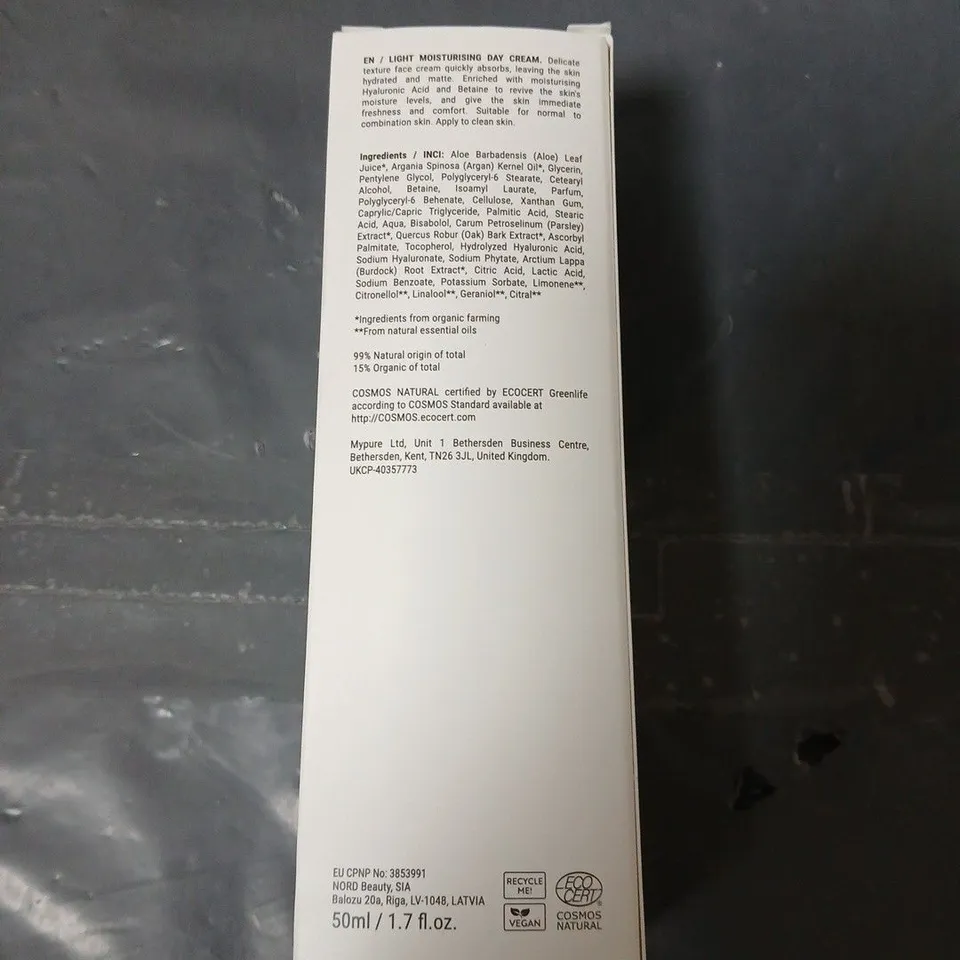 EN / LIGHT MOISTURISING DAY CREAM. Delicate
texture face cream quickly absorbs, leaving the skin
hydrated and matte. Enriched with moisturising
Hyaluronic Acid and Betaine to revive the skin's
moisture levels, and give the skin immediate
freshness and comfort. Suitable for normal to
combination skin. Apply to clean skin.
Ingredients / INCI: Aloe Barbadensis (Aloe) Leaf
Juice*, Argania Spinosa (Argan) Kernel Oil*, Glycerin,
Pentylene Glycol, Polyglyceryl-6 Stearate, Cetearyl
Alcohol, Betaine, Isoamyl Laurate, Parfum,
Polyglyceryl-6 Behenate, Cellulose, Xanthan Gum,
Caprylic/Capric Triglyceride, Palmitic Acid, Stearic
Acid, Aqua, Bisabolol, Carum Petroselinum (Parsley)
Extract*, Quercus Robur (Oak) Bark Extract*, Ascorbyl
Palmitate, Tocopherol, Hydrolyzed Hyaluronic Acid,
Sodium Hyaluronate, Sodium Phytate, Arctium Lappa
(Burdock) Root Extract*, Citric Acid, Lactic Acid,
Sodium Benzoate, Potassium Sorbate, Limonene**,
Citronellol**, Linalool**, Geraniol**, Citral**
*Ingredients from organic farming
**From natural essential oils
99% Natural origin of total
15% Organic of total
COSMOS NATURAL certified by ECOCERT Greenlife
according to COSMOS Standard available at
http://COSMOS.ecocert.com
Mypure Ltd, Unit 1 Bethersden Business Centre,
Bethersden, Kent, TN26 3JL, United Kingdom.
UKCP-40357773
EU CPNP No: 3853991
NORD Beauty, SIA
Balozu 20a, Riga, LV-1048, LATVIA
50ml / 1.7 fl.oz.
RECYCLE
ME!
VEGAN
ECO
CERT
COSMOS
NATURAL